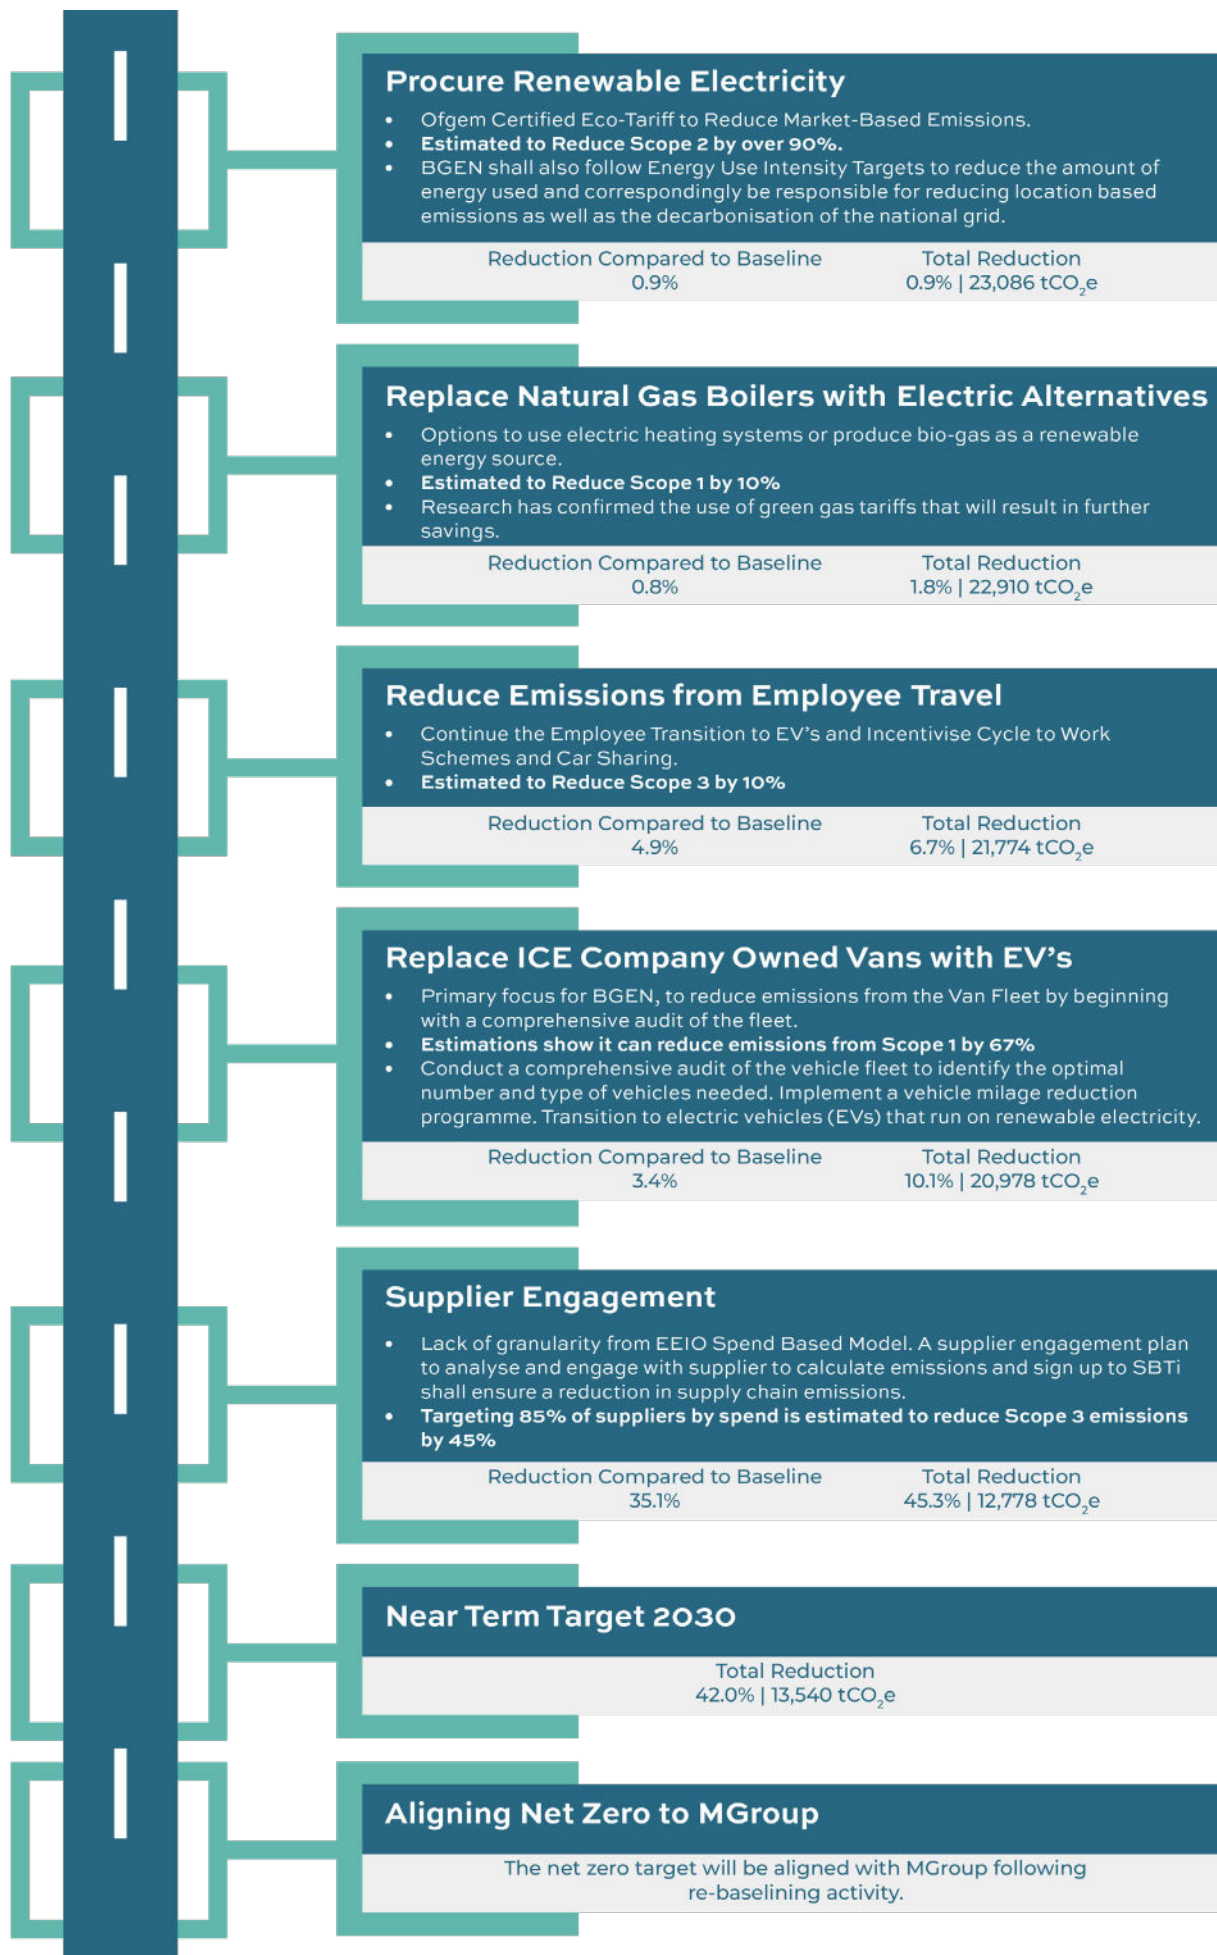 Procure Renewable Electricity
• Ofgem Certified Eco-Tariff to Reduce Market-Based Emissions.
• Estimated to Reduce Scope 2 by over 90%.
• BGEN shall also follow Energy Use Intensity Targets to reduce the amount of
energy used and correspondingly be responsible for reducing location based
emissions as well as the decarbonisation of the national grid.
Reduction Compared to Baseline Total Reduction
0.9% 0.9% | 23,086 tCO₂e
Replace Natural Gas Boilers with Electric Alternatives
• Options to use electric heating systems or produce bio-gas as a renewable
energy source.
• Estimated to Reduce Scope 1 by 10%
• Research has confirmed the use of green gas tariffs that will result in further
savings.
Reduction Compared to Baseline Total Reduction
0.8% 1.8% | 22,910 tCO₂e
Reduce Emissions from Employee Travel
• Continue the Employee Transition to EV's and Incentivise Cycle to Work
Schemes and Car Sharing.
• Estimated to Reduce Scope 3 by 10%
Reduction Compared to Baseline Total Reduction
4.9% 6.7% | 21,774 tCO₂e
Replace ICE Company Owned Vans with EV's
• Primary focus for BGEN, to reduce emissions from the Van Fleet by beginning
with a comprehensive audit of the fleet.
• Estimations show it can reduce emissions from Scope 1 by 67%
• Conduct a comprehensive audit of the vehicle fleet to identify the optimal
number and type of vehicles needed. Implement a vehicle milage reduction
programme. Transition to electric vehicles (EVs) that run on renewable electricity.
Reduction Compared to Baseline Total Reduction
3.4% 10.1% | 20,978 tCO₂e
Supplier Engagement
• Lack of granularity from EEIO Spend Based Model. A supplier engagement plan
to analyse and engage with supplier to calculate emissions and sign up to SBTi
shall ensure a reduction in supply chain emissions.
• Targeting 85% of suppliers by spend is estimated to reduce Scope 3 emissions
by 45%
Reduction Compared to Baseline Total Reduction
35.1% 45.3% | 12,778 tCO₂e
Near Term Target 2030
Total Reduction
42.0% | 13,540 tCO₂e
Aligning Net Zero to MGroup
The net zero target will be aligned with MGroup following
re-baselining activity.